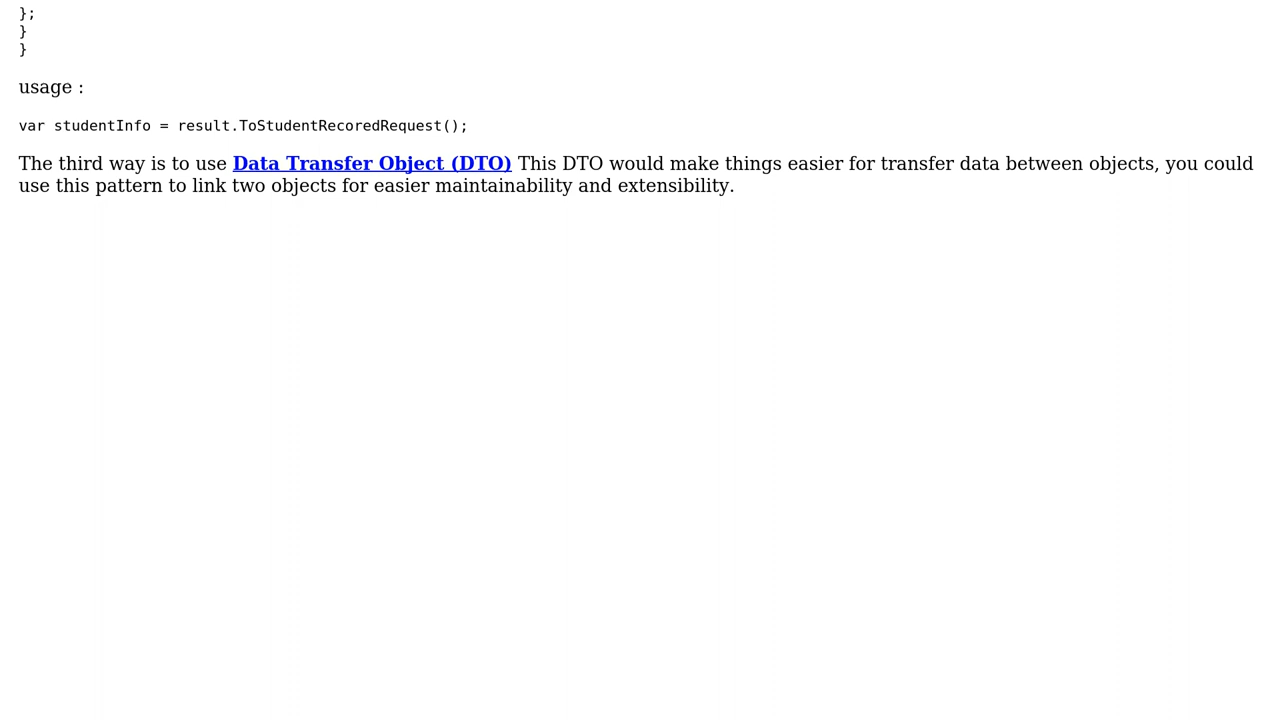 };
}
}
usage :
var studentInfo = result.ToStudentRecoredRequest();
The third way is to use Data Transfer Object (DTO) This DTO would make things easier for transfer data between objects, you could
use this pattern to link two objects for easier maintainability and extensibility.